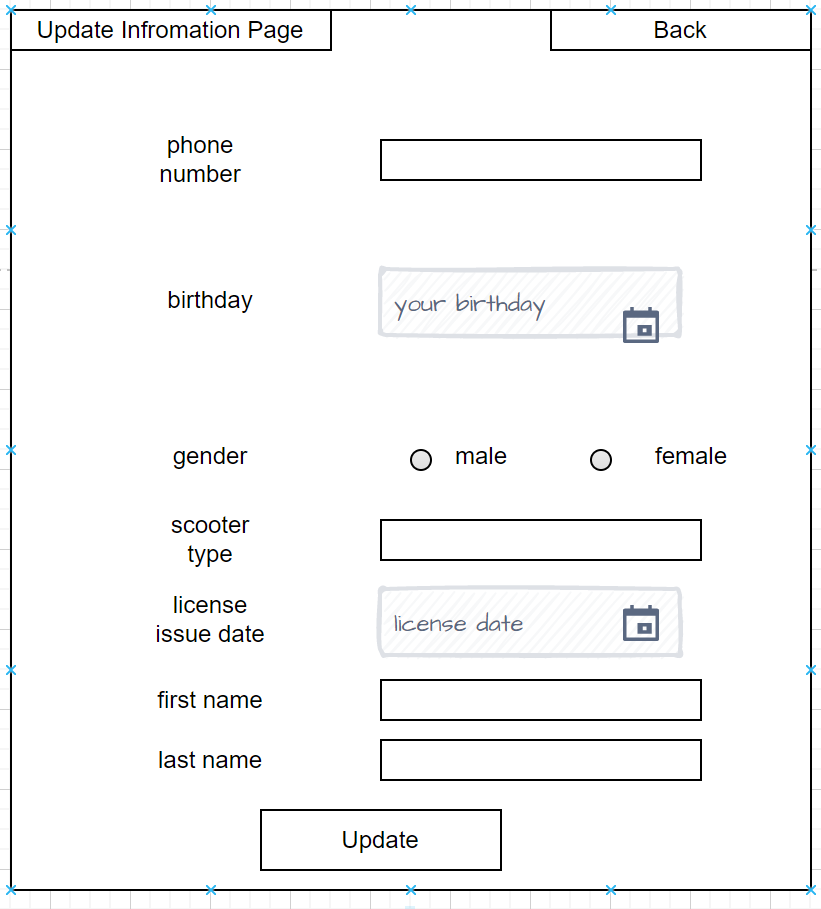 Update Infromation Page
Back
phone
number
birthday
your birthday
gender
male
female
scooter
type
license
issue date
license date
first name
last name
Update